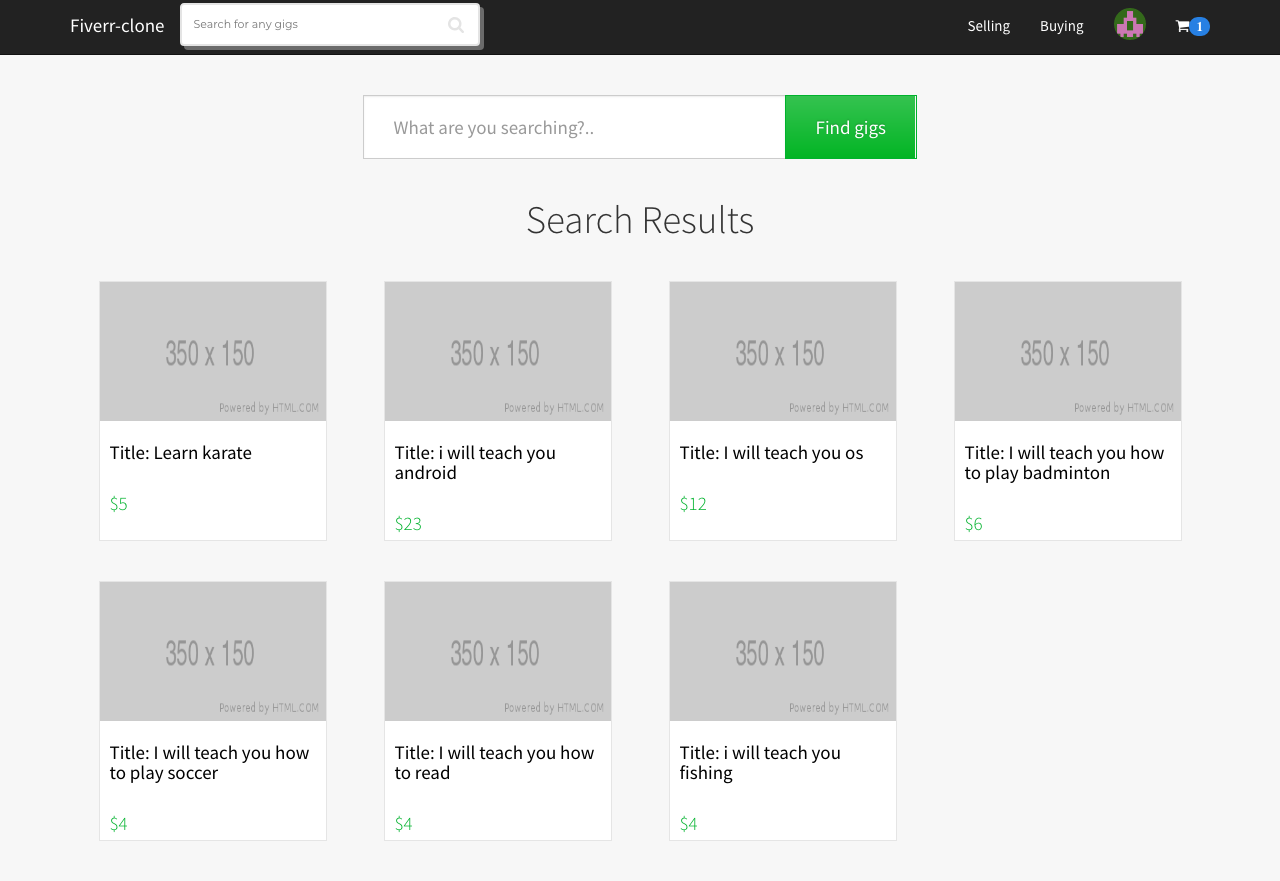 Fiverr-clone
Search for any gigs
Selling
Buying
1
What are you searching?..
Find gigs
Search Results
350 x 150
Powered by HTML.COM
Title: Learn karate
$5
350 x 150
Powered by HTML.COM
Title: i will teach you
android
$23
350 x 150
Powered by HTML.COM
Title: I will teach you os
$12
350 x 150
Powered by HTML.COM
Title: I will teach you how
to play badminton
$6
350 x 150
Powered by HTML.COM
Title: I will teach you how
to play soccer
$4
350 x 150
Powered by HTML.COM
Title: I will teach you how
to read
$4
350 x 150
Powered by HTML.COM
Title: i will teach you
fishing
$4